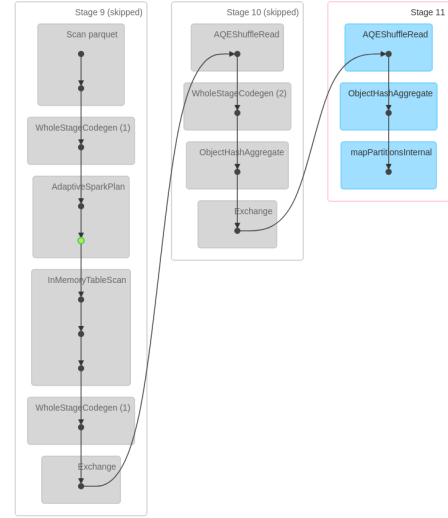 Stage 9 (skipped)
Scan parquet
WholeStageCodegen (1)
AdaptiveSparkPlan
InMemoryTableScan
WholeStageCodegen (1)
Exchange
Stage 10 (skipped)
AQEShuffleRead
WholeStageCodegen (2)
ObjectHashAggregate
Exchange
Stage 11
AQEShuffleRead
ObjectHashAggregate
mapPartitionsInternal